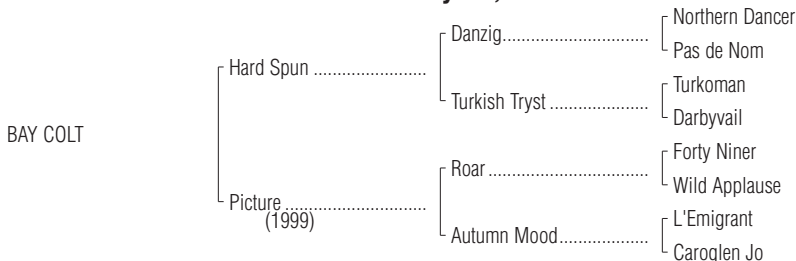 Northern Dancer
Danzig..................................
Pas de Nom
Hard Spun ........................
Turkoman
Turkish Tryst ......................
Darbyvail
BAY COLT
Forty Niner
Roar ...................................
Wild Applause
Picture ..............................
(1999)
L'Emigrant
Autumn Mood.....................
Caroglen Jo